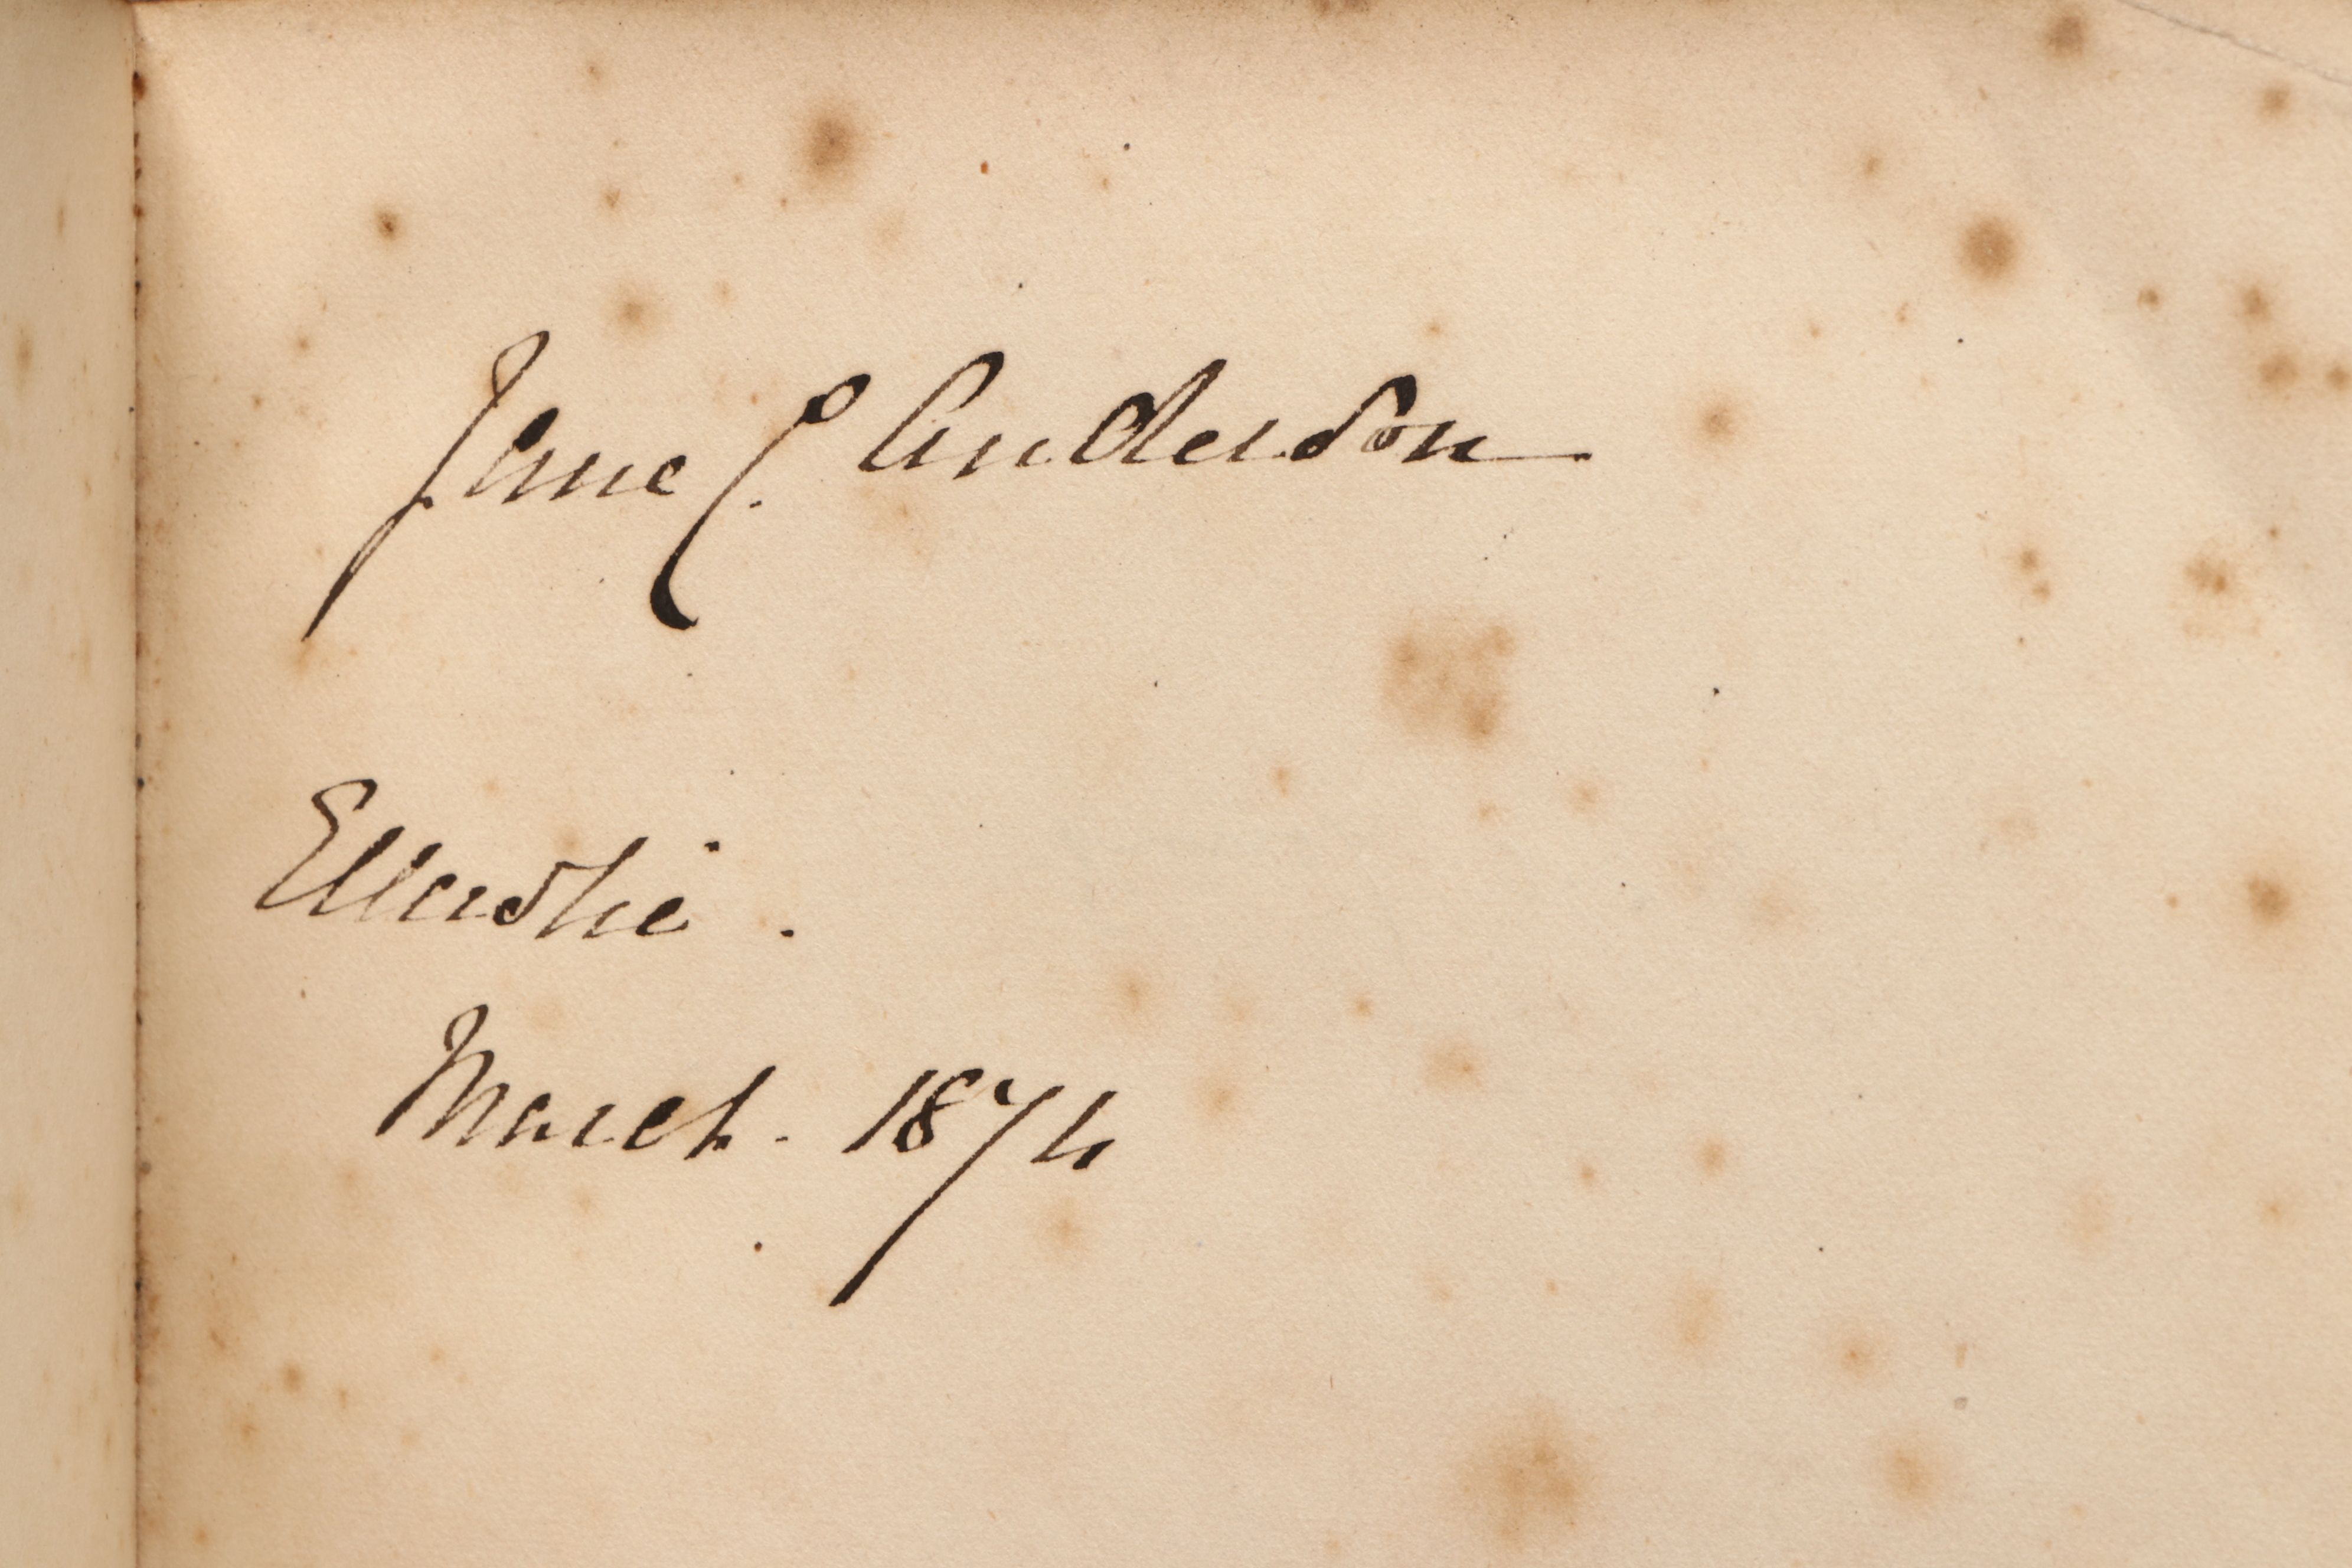 Jane C. Anderson
Ellerslie.
March. 1874